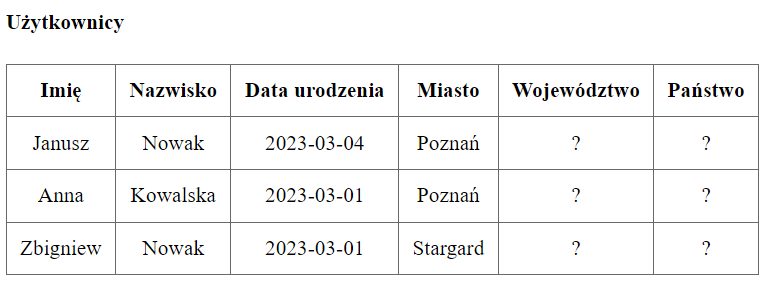 Użytkownicy
Imię Nazwisko Data urodzenia Miasto Województwo Państwo
Janusz Nowak 2023-03-04 Poznań ? ?
Anna Kowalska 2023-03-01 Poznań ? ?
Zbigniew Nowak 2023-03-01 Stargard ? ?